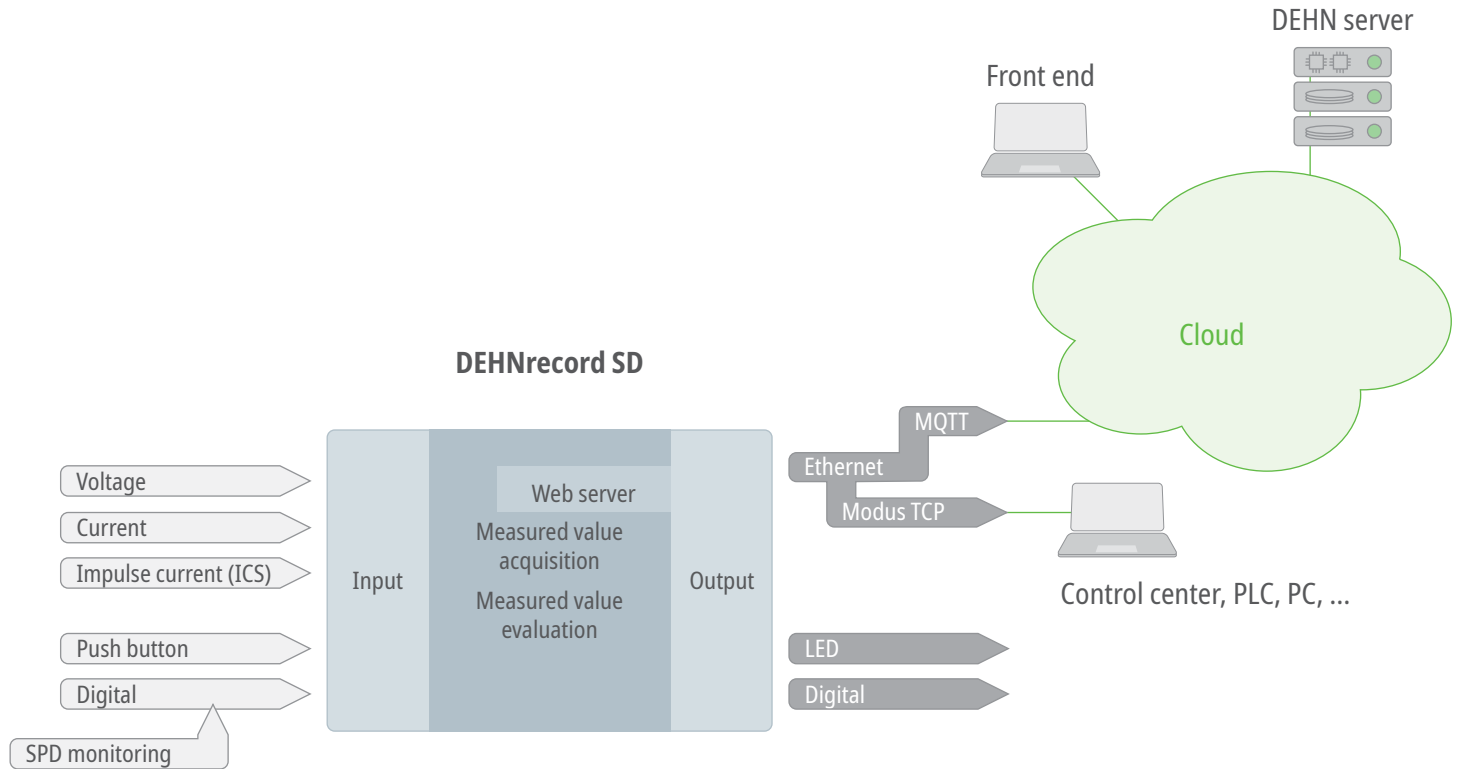 DEHN server
Front end
Cloud
DEHNrecord SD
MQTT
Voltage
Ethernet
Web server
Current
Modus TCP
Measured value
acquisition
Impulse current (ICS)
Input
Output
Control center, PLC, PC, ...
Measured value
evaluation
Push button
LED
Digital
Digital
SPD monitoring